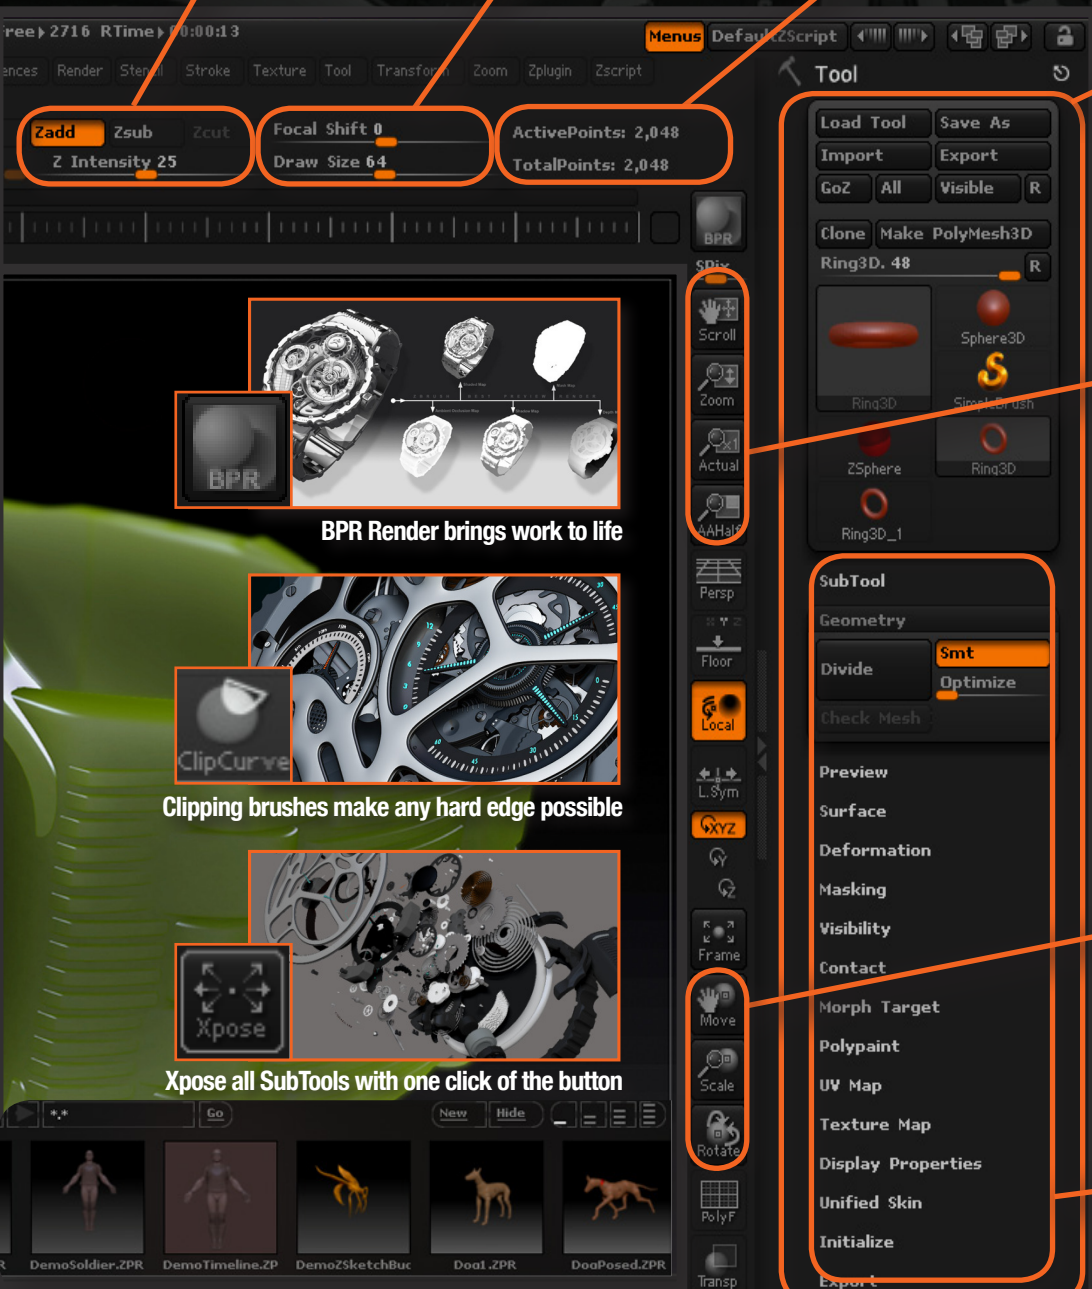 ree 2716 RTime 00:00:13
Menus DefaultZScript
ences Render Stencil Stroke Texture Tool Transform Zoom Zplugin Zscript
Zadd Zsub Zcut
Z Intensity 25
Focal Shift 0
Draw Size 64
ActivePoints: 2,048
TotalPoints: 2,048
BPR
SPix
Scroll
Zoom
Actual
AAHalf
Persp
Floor
Local
L.Sym
XYZ
Y
Z
Frame
Move
Scale
Rotate
PolyF
Transp
BPR
BPR Render brings work to life
ClipCurve
Clipping brushes make any hard edge possible
Xpose
Xpose all SubTools with one click of the button
*.*
Go
New Hide
DemoSoldier.ZPR DemoTimeline.ZP DemoZSketchBuc Dog1.ZPR DogPosed.ZPR
Tool
Load Tool Save As
Import Export
GoZ All Visible R
Clone Make PolyMesh3D
Ring3D. 48 R
Ring3D
Sphere3D
SimpleBrush
ZSphere
Ring3D
Ring3D_1
SubTool
Geometry
Divide
Smt
Optimize
Check Mesh
Preview
Surface
Deformation
Masking
Visibility
Contact
Morph Target
Polypaint
UV Map
Texture Map
Display Properties
Unified Skin
Initialize
Export